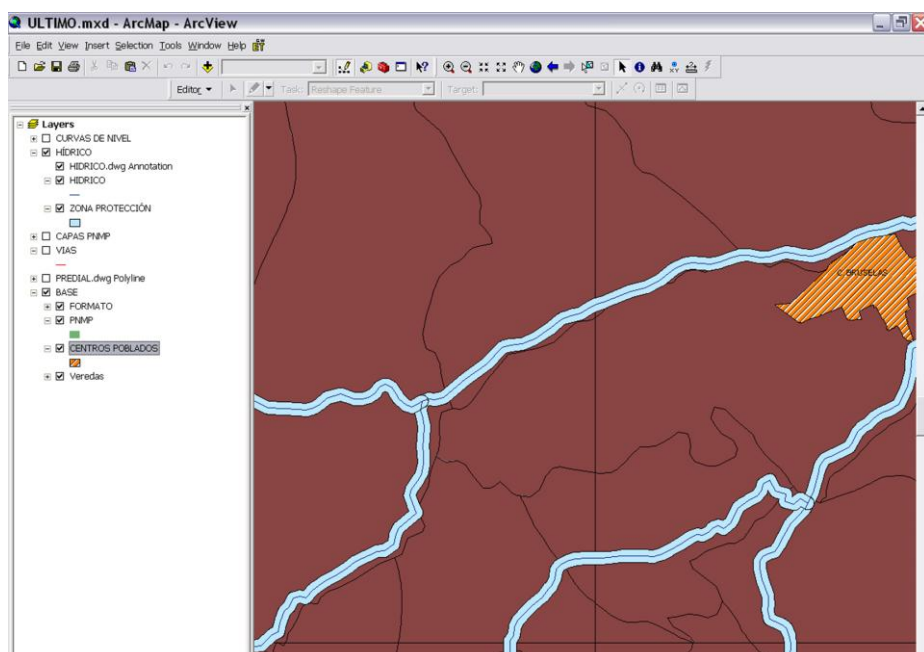 ULTIMO.mxd - ArcMap - ArcView
File Edit View Insert Selection Tools Window Help
Editor Task: Reshape Feature Target:
Layers
CURVAS DE NIVEL
HÍDRICO
HIDRICO.dwg Annotation
HIDRICO
ZONA PROTECCIÓN
CAPAS PNMP
VIAS
PREDIAL.dwg Polyline
BASE
FORMATO
PNMP
CENTROS POBLADOS
Veredas
C. BRUSELAS